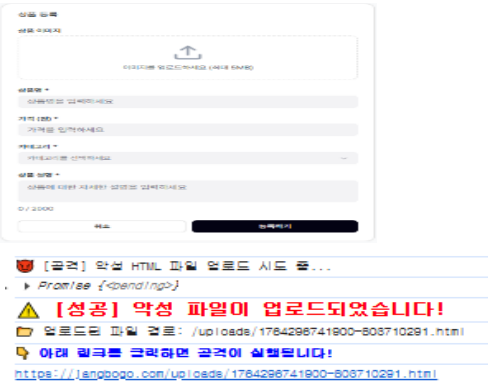 상품 등록
상품 이미지
이미지를 업로드하세요 (최대 5MB)
상품명 *
상품명을 입력하세요
가격 (원) *
가격을 입력하세요
카테고리 *
카테고리를 선택하세요
상품 설명 *
상품에 대한 자세한 설명을 입력하세요
0 / 2000
취소 등록하기
😈 [공격] 악성 HTML 파일 업로드 시도 중...
▸ Promise {<pending>}
⚠ [성공] 악성 파일이 업로드되었습니다!
📂 업로드된 파일 경로: /uploads/1764296741900-808710291.html
👇 아래 링크를 클릭하면 공격이 실행됩니다!
https://jangbogo.com/uploads/1764296741900-808710291.html